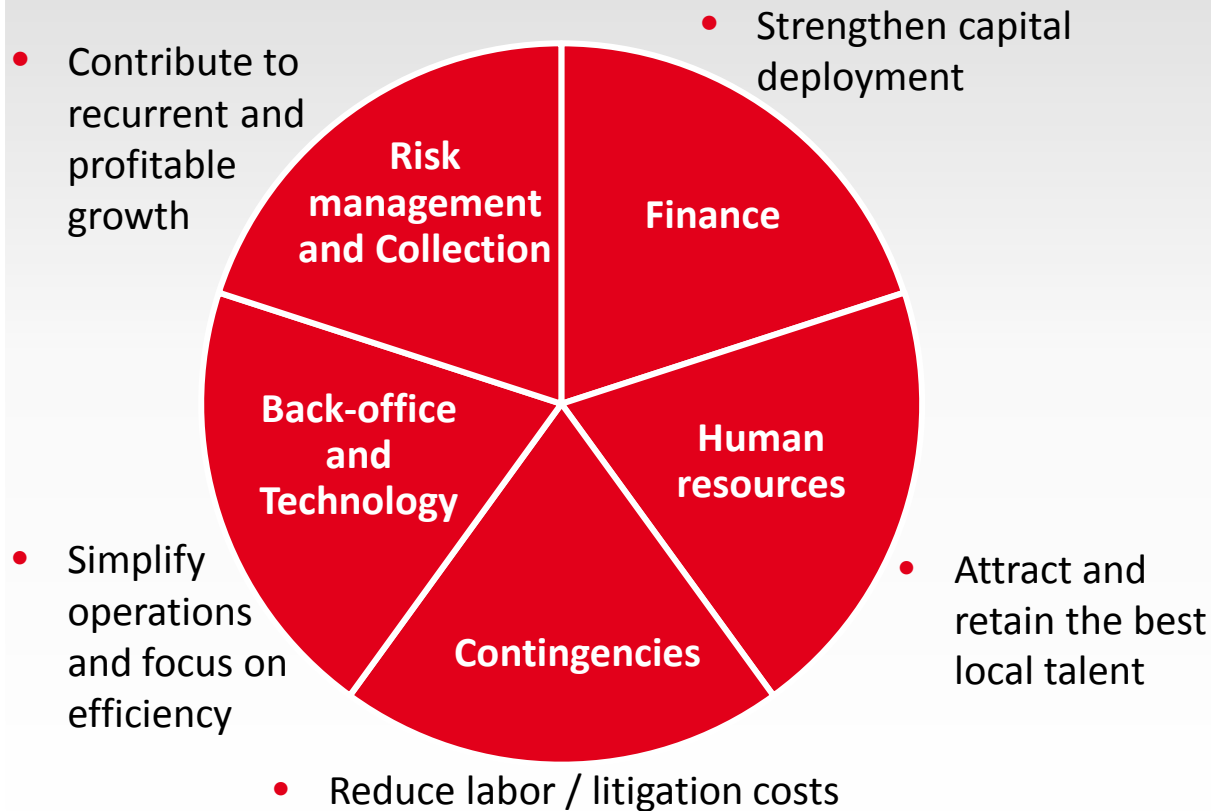 • Strengthen capital
deployment
• Contribute to
recurrent and
profitable
growth
Risk
management
and Collection
Finance
Back-office
and
Technology
Human
resources
• Simplify
operations
and focus on
efficiency
• Attract and
retain the best
local talent
Contingencies
• Reduce labor / litigation costs